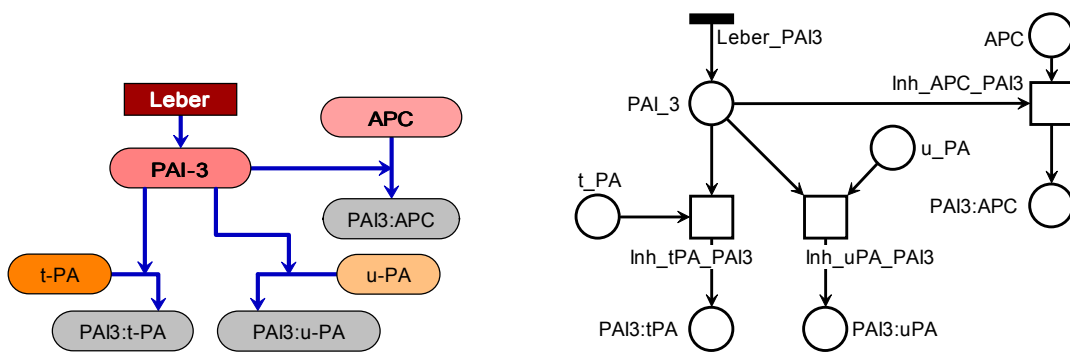 Leber
APC
PAI-3
PAI3:APC
t-PA
u-PA
PAI3:t-PA
PAI3:u-PA
Leber_PAI3
APC
Inh_APC_PAI3
PAI_3
u_PA
t_PA
PAI3:APC
Inh_tPA_PAI3
Inh_uPA_PAI3
PAI3:tPA
PAI3:uPA